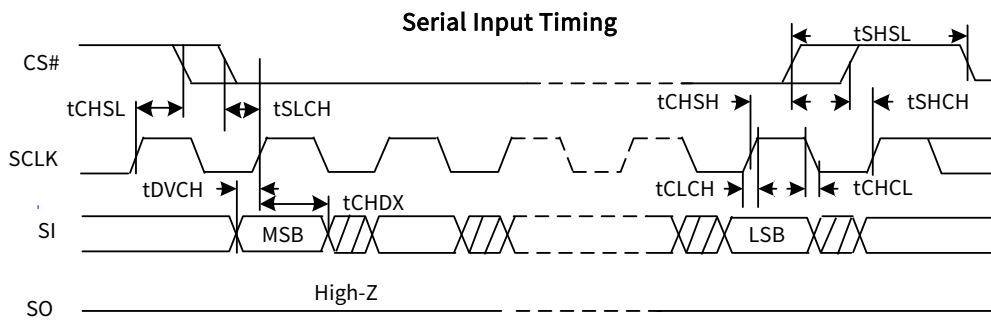 Serial Input Timing
tSHSL
CS#
tCHSL
tSLCH
tCHSH
tSHCH
SCLK
tDVCH
tCHDX
tCLCH
tCHCL
SI
MSB
LSB
High-Z
SO